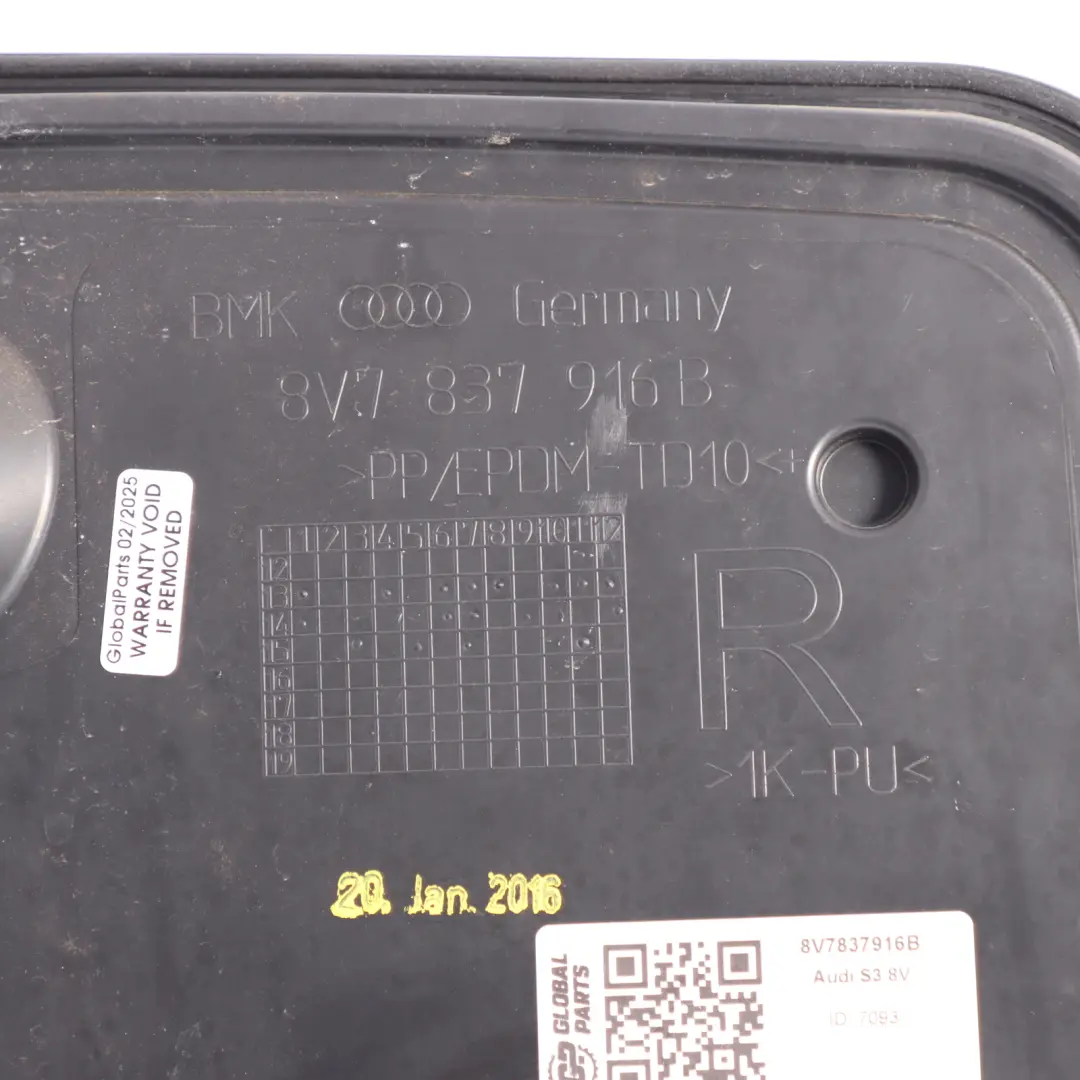 BMK Germany
8V7 837 916 B
>PP/EPDM-TD10<+
1 2 3 4 5 6 7 8 9 10 11 12
12
13
14
15
16
17
18
19
R
>1K-PU<
GlobalParts 02/2025
WARRANTY VOID
IF REMOVED
20. Jan. 2016
GLOBAL
PARTS
8V7837916B
Audi S3 8V
ID: 7093